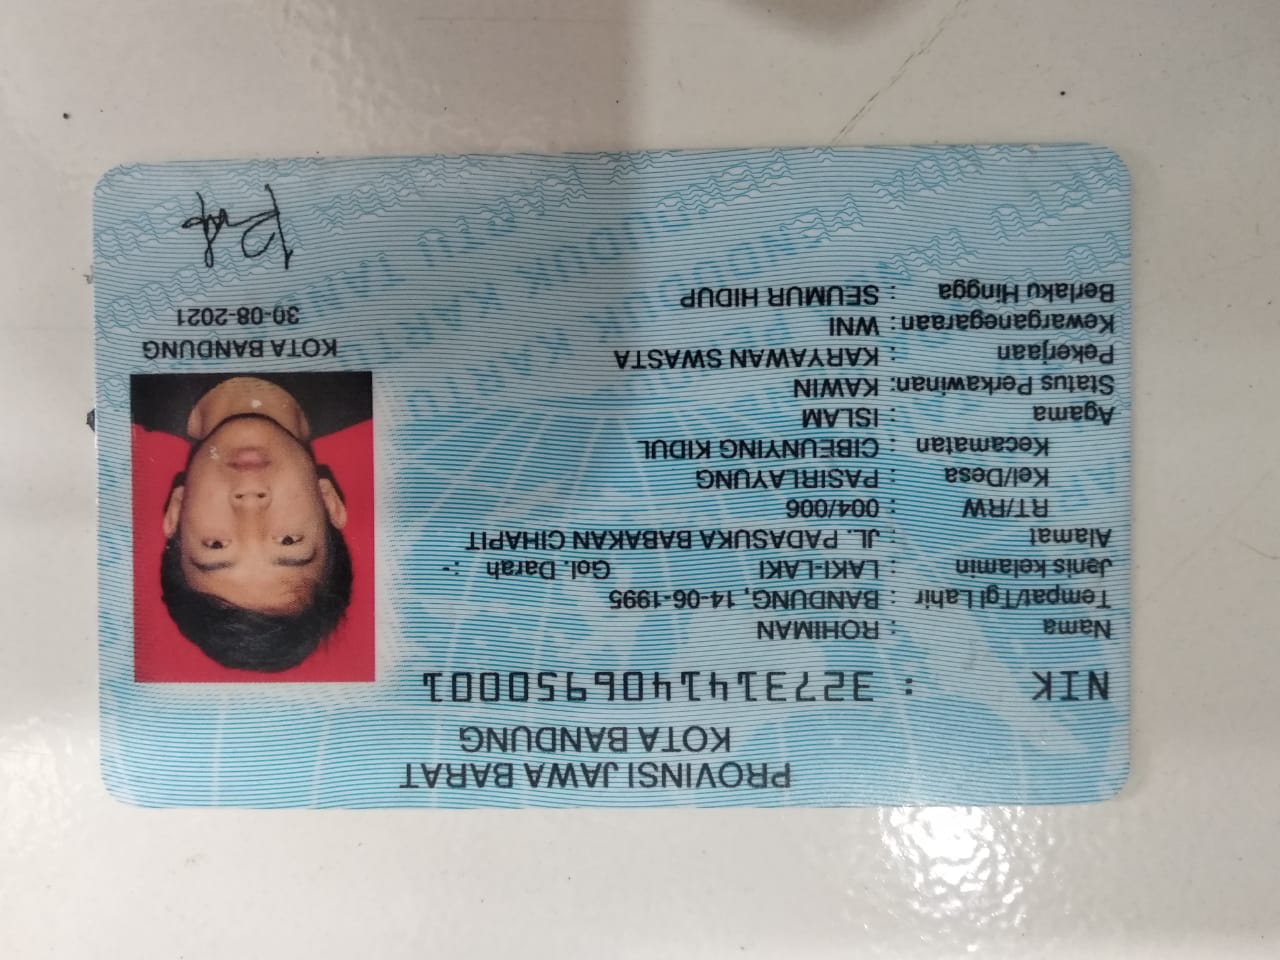 PROVINSI JAWA BARAT
KOTA BANDUNG
NIK : 3273141406950001
Nama : ROHIMAN
Tempat/Tgl Lahir : BANDUNG, 14-06-1995
Jenis kelamin : LAKI-LAKI Gol. Darah :-
Alamat : JL. PADASUKA BABAKAN CIHAPIT
RT/RW : 004/006
Kel/Desa : PASIRLAYUNG
Kecamatan : CIBEUNYING KIDUL
Agama : ISLAM
Status Perkawinan: KAWIN
Pekerjaan : KARYAWAN SWASTA
Kewarganegaraan: WNI
Berlaku Hingga : SEUMUR HIDUP
KOTA BANDUNG
30-08-2021